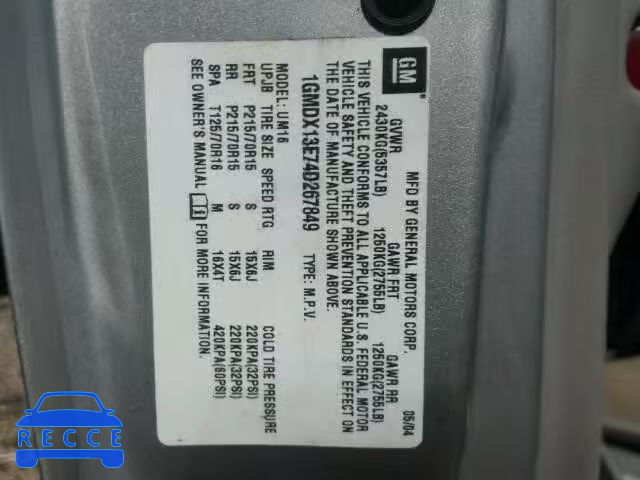 GM
MFD BY GENERAL MOTORS CORP. 05/04
GVWR GAWR FRT GAWR RR
2430KG(5357LB) 1250KG(2755LB) 1250KG(2755LB)
THIS VEHICLE CONFORMS TO ALL APPLICABLE U.S. FEDERAL MOTOR
VEHICLE SAFETY AND THEFT PREVENTION STANDARDS IN EFFECT ON
THE DATE OF MANUFACTURE SHOWN ABOVE.
1GMDX13E74D267849 TYPE: M.P.V.
MODEL: UM16
UPJB TIRE SIZE SPEED RTG RIM COLD TIRE PRESSURE
FRT P215/70R15 S 15X6J 220KPA(32PSI)
RR P215/70R15 S 15X6J 220KPA(32PSI)
SPA T125/70R16 M 16X4T 420KPA(60PSI)
SEE OWNER'S MANUAL FOR MORE INFORMATION.
RECCE